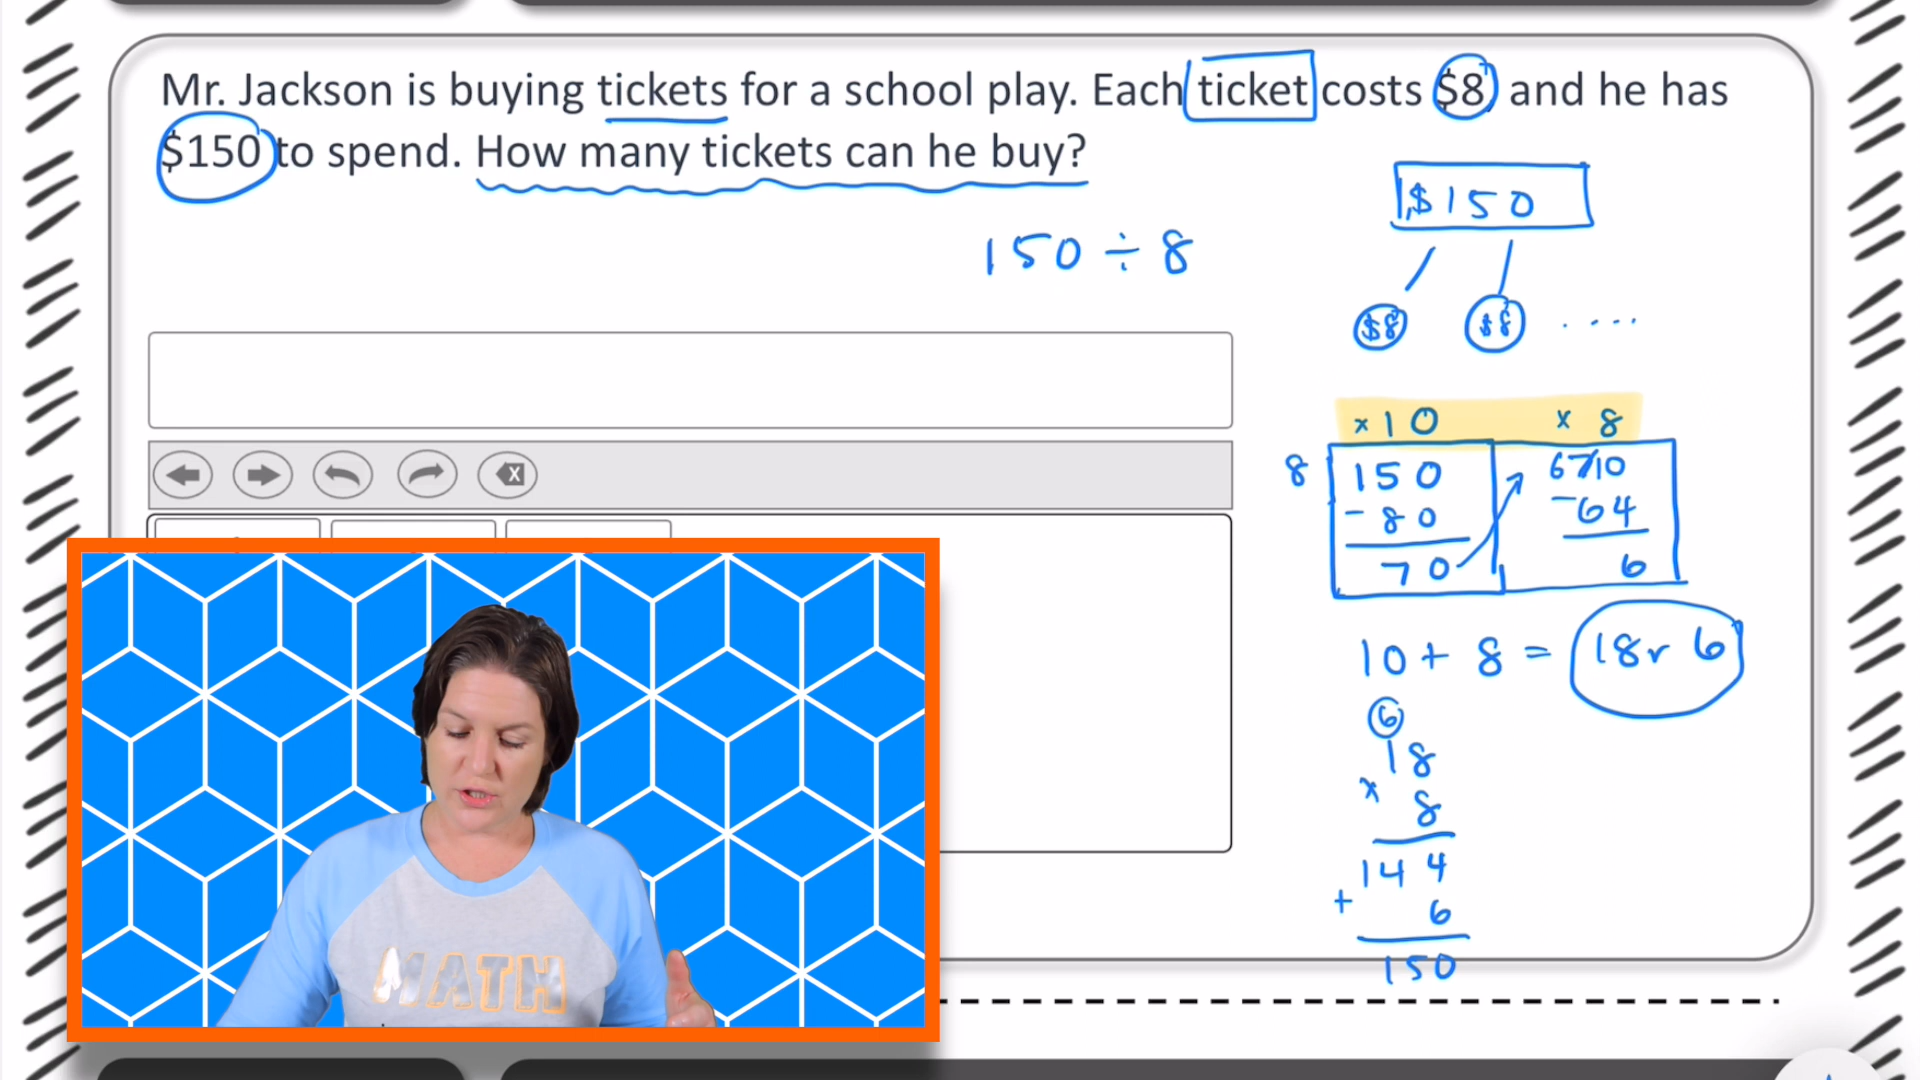 Mr. Jackson is buying tickets for a school play. Each ticket costs $8, and he has
$150 to spend. How many tickets can he buy?
$150
150 ÷ 8
$8 $8 .....
x10 x 8
8 150 6710
-80 -64
70 6
10 + 8 = 18r 6
6
18
x 8
144
+ 6
150
X
MATH